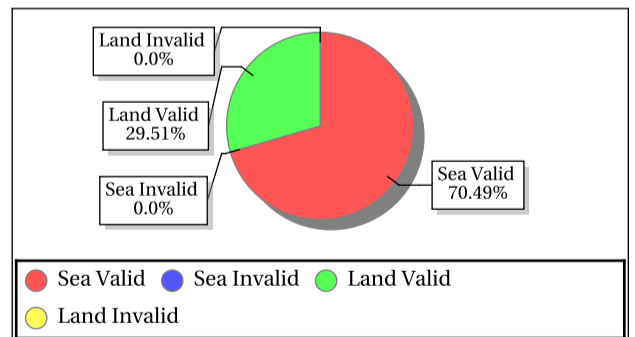 Land Invalid
0.0%
Land Valid
29.51%
Sea Invalid
0.0%
Sea Valid
70.49%
Sea Valid Sea Invalid Land Valid
Land Invalid